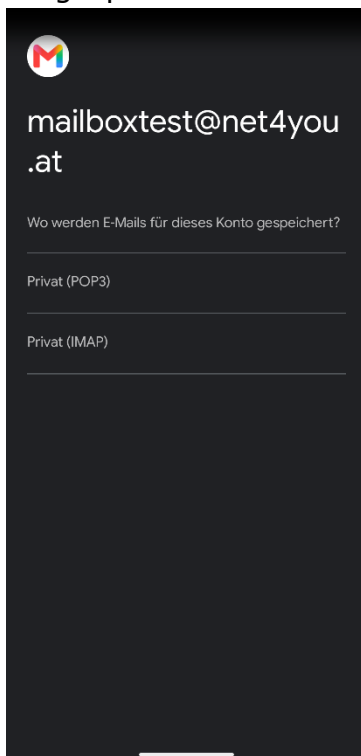 mailboxtest@net4you
.at
Wo werden E-Mails für dieses Konto gespeichert?
Privat (POP3)
Privat (IMAP)